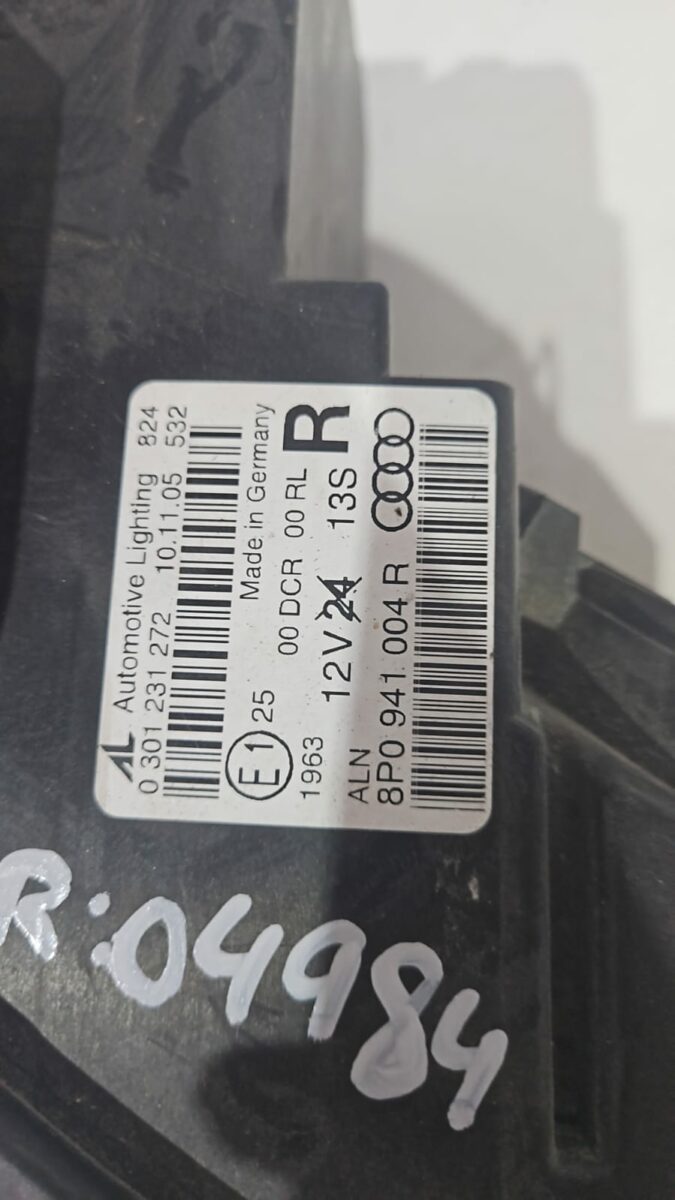 AL Automotive Lighting 824
0 301 231 272 10.11.05 532
E1 25 Made in Germany
1963 00 DCR 00 RL R
12V 24 13S
ALN
8P0 941 004 R
R:04984